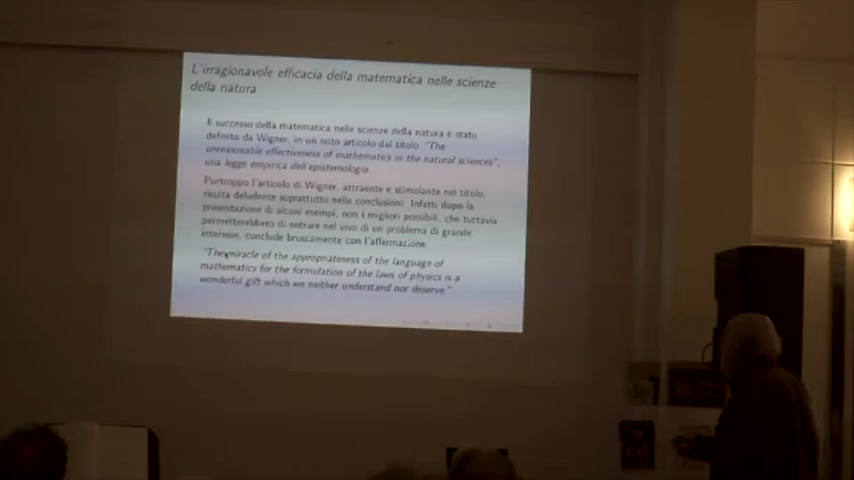 L'irragionavole efficacia della matematica nelle scienze
della natura
Il successo della matematica nelle scienze della natura è stato
definito da Wigner, in un noto articolo dal titolo "The
unreasonable effectiveness of mathematics in the natural sciences",
una legge empirica dell'epistemologia.
Purtroppo l'articolo di Wigner, attraente e stimolante nel titolo,
risulta deludente soprattutto nelle conclusioni. Infatti dopo la
presentazione di alcuni esempi, non i migliori possibili, che tuttavia
permetterebbero di entrare nel vivo di un problema di grande
interesse, conclude bruscamente con l'affermazione
"The miracle of the appropriateness of the language of
mathematics for the formulation of the laws of physics is a
wonderful gift which we neither understand nor deserve.".